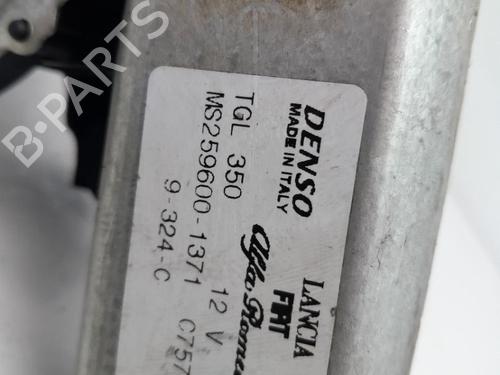 DENSO
MADE IN ITALY
LANCIA
FIAT
Alfa Romeo
TGL 350
12 V
MS259600-1371 C757
9-324-C
B-PARTS